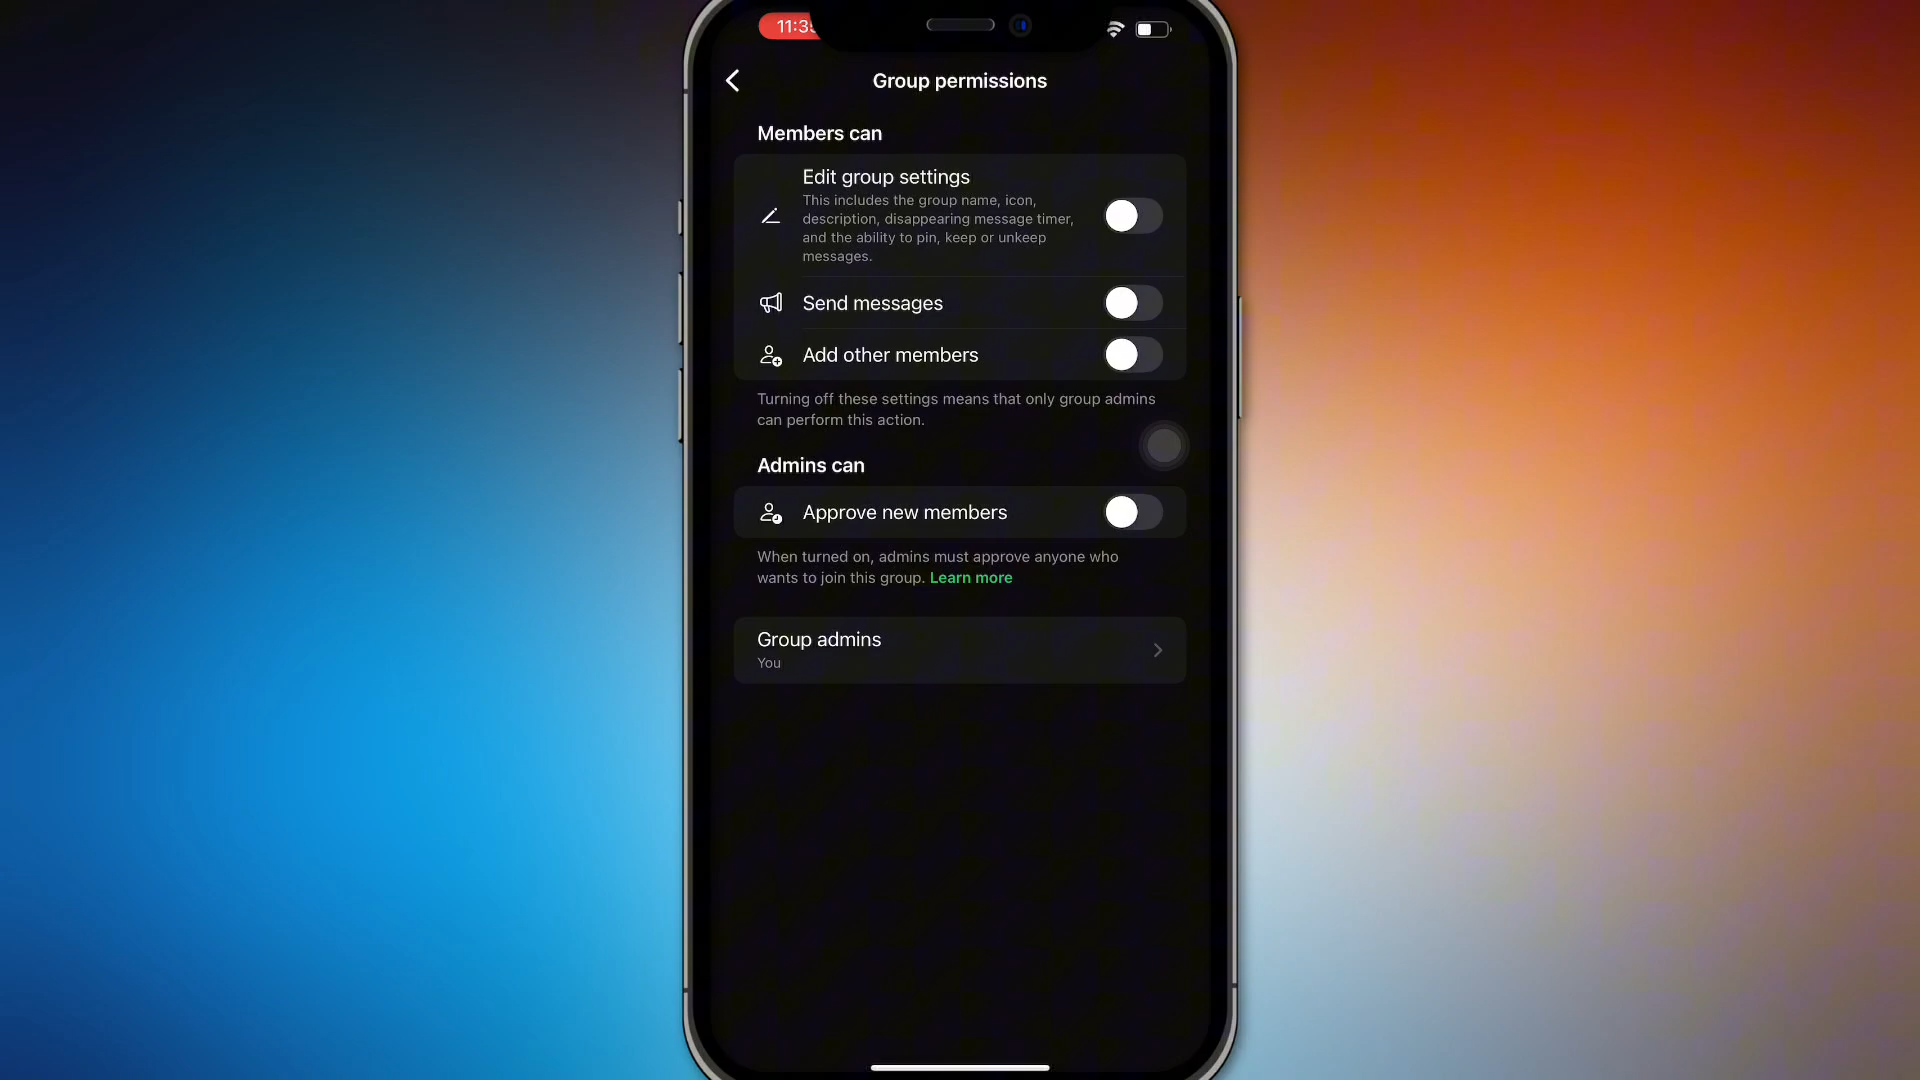 11:35
Group permissions
Members can
Edit group settings
This includes the group name, icon,
description, disappearing message timer,
and the ability to pin, keep or unkeep
messages.
Send messages
Add other members
Turning off these settings means that only group admins
can perform this action.
Admins can
Approve new members
When turned on, admins must approve anyone who
wants to join this group. Learn more
Group admins
You